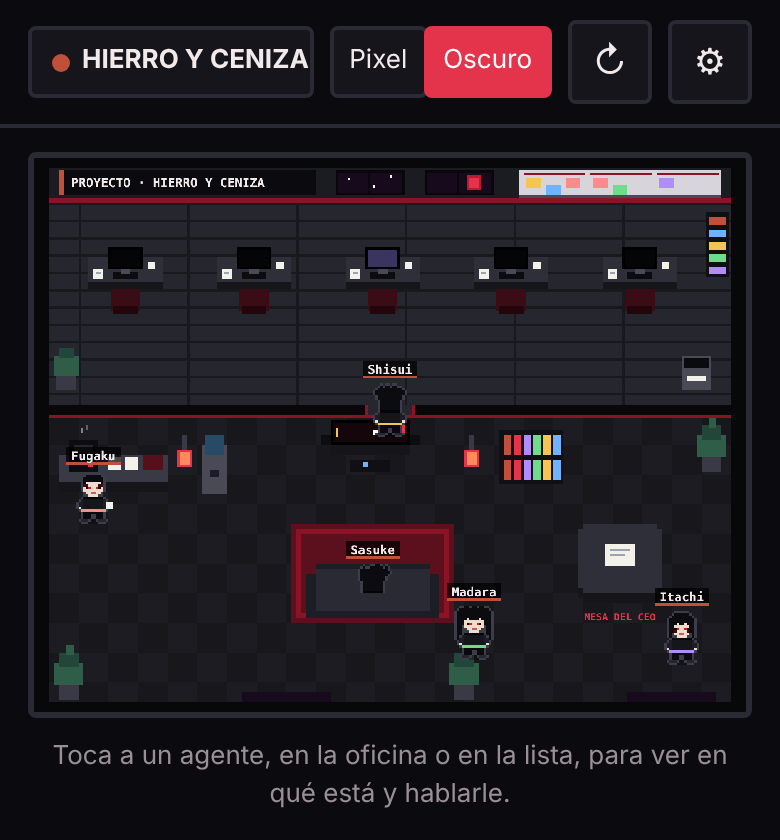 HIERRO Y CENIZA
Pixel
Oscuro
PROYECTO · HIERRO Y CENIZA
Shisui
Fugaku
Sasuke
Madara
Itachi
MESA DEL CEO
Toca a un agente, en la oficina o en la lista, para ver en
qué está y hablarle.